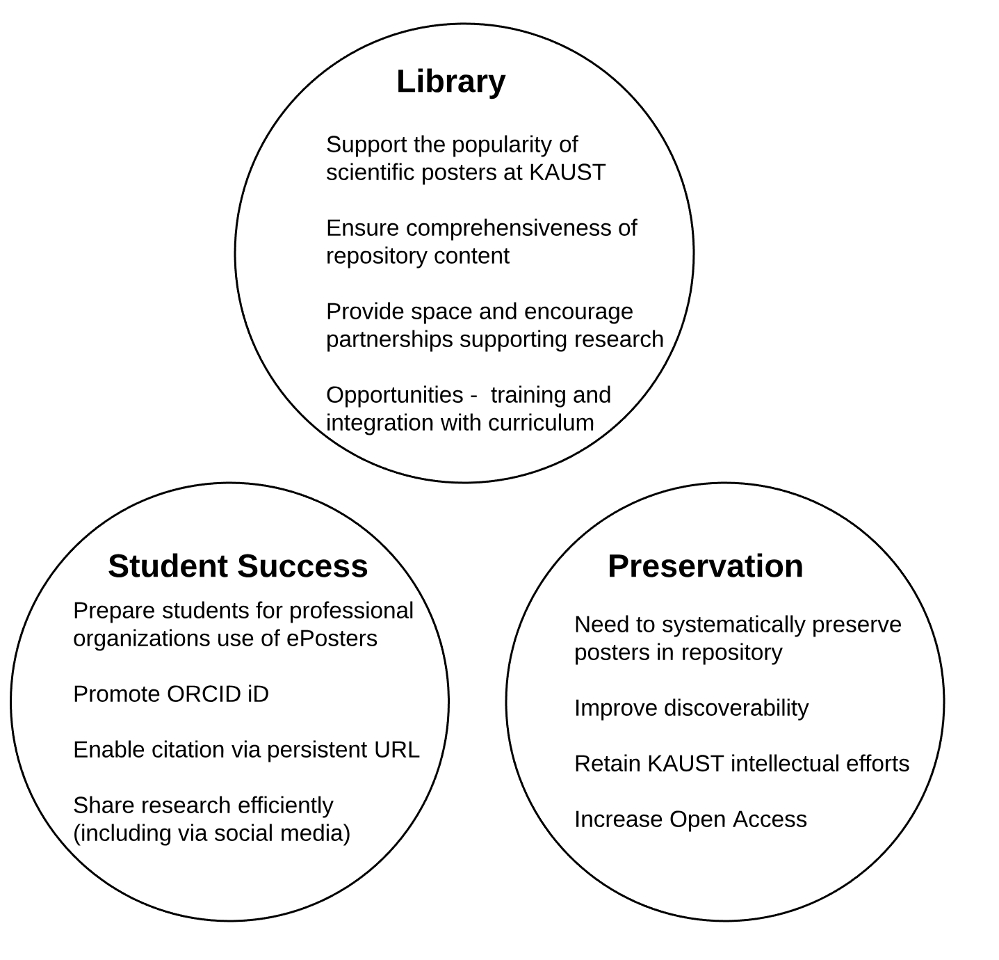 Library
Support the popularity of
scientific posters at KAUST
Ensure comprehensiveness of
repository content
Provide space and encourage
partnerships supporting research
Opportunities -  training and
integration with curriculum
Student Success
Prepare students for professional
organizations use of ePosters
Promote ORCID iD
Enable citation via persistent URL
Share research efficiently
(including via social media)
Preservation
Need to systematically preserve
posters in repository
Improve discoverability
Retain KAUST intellectual efforts
Increase Open Access